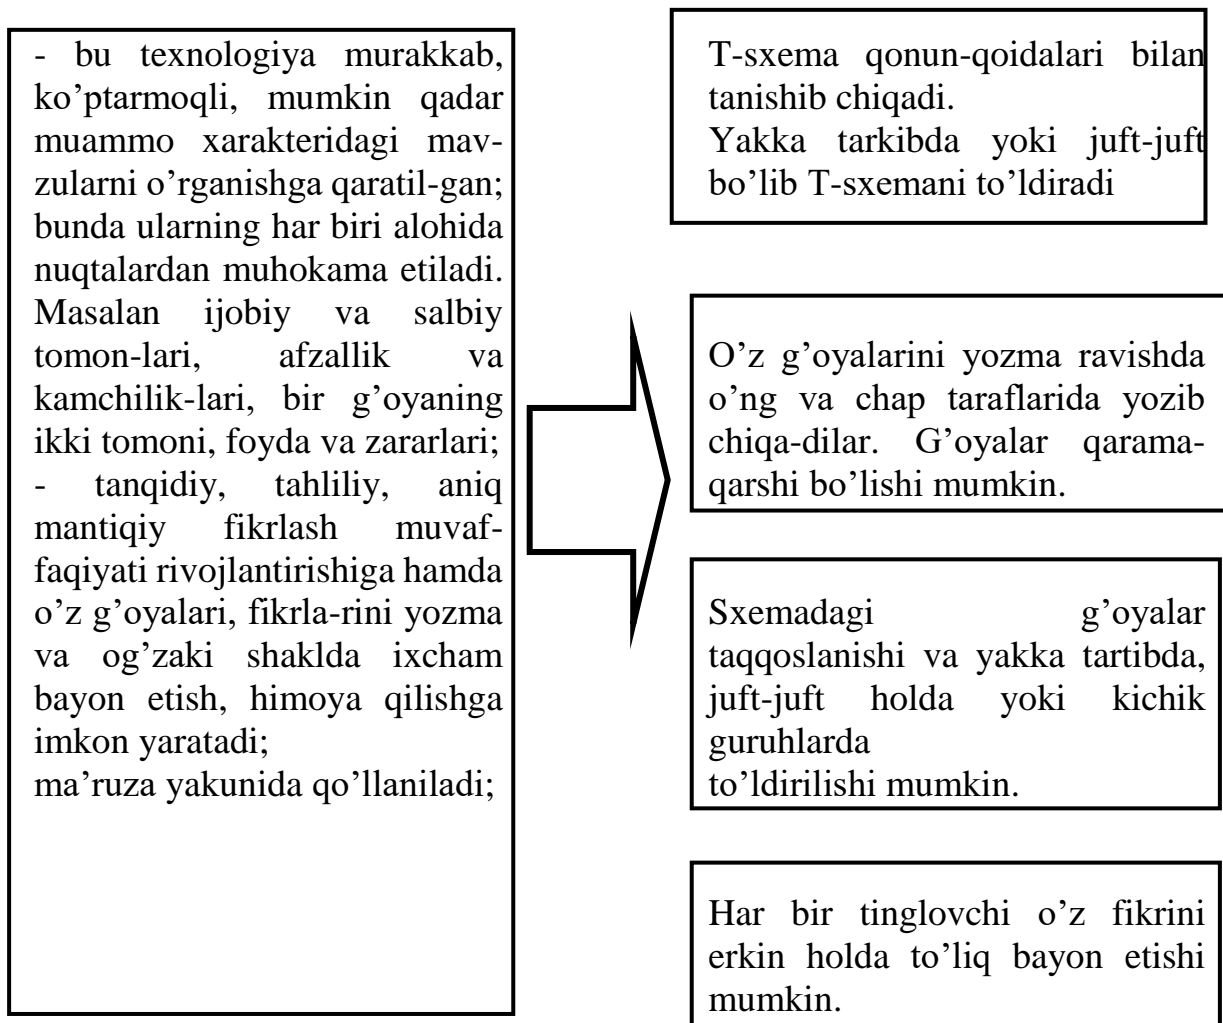 - bu texnologiya murakkab,
ko’ptarmoqli, mumkin qadar
muammo xarakteridagi mav-
zularni o’rganishga qaratil-gan;
bunda ularning har biri alohida
nuqtalardan muhokama etiladi.
Masalan ijobiy va salbiy
tomon-lari, afzallik va
kamchilik-lari, bir g’oyaning
ikki tomoni, foyda va zararlari;
- tanqidiy, tahliliy, aniq
mantiqiy fikrlash muvaf-
faqiyati rivojlantirishiga hamda
o’z g’oyalari, fikrla-rini yozma
va og’zaki shaklda ixcham
bayon etish, himoya qilishga
imkon yaratadi;
ma’ruza yakunida qo’llaniladi;
T-sxema qonun-qoidalari bilan
tanishib chiqadi.
Yakka tarkibda yoki juft-juft
bo’lib T-sxemani to’ldiradi
O’z g’oyalarini yozma ravishda
o’ng va chap taraflarida yozib
chiqa-dilar. G’oyalar qarama-
qarshi bo’lishi mumkin.
Sxemadagi g’oyalar
taqqoslanishi va yakka tartibda,
juft-juft holda yoki kichik
guruhlarda
to’ldirilishi mumkin.
Har bir tinglovchi o’z fikrini
erkin holda to’liq bayon etishi
mumkin.